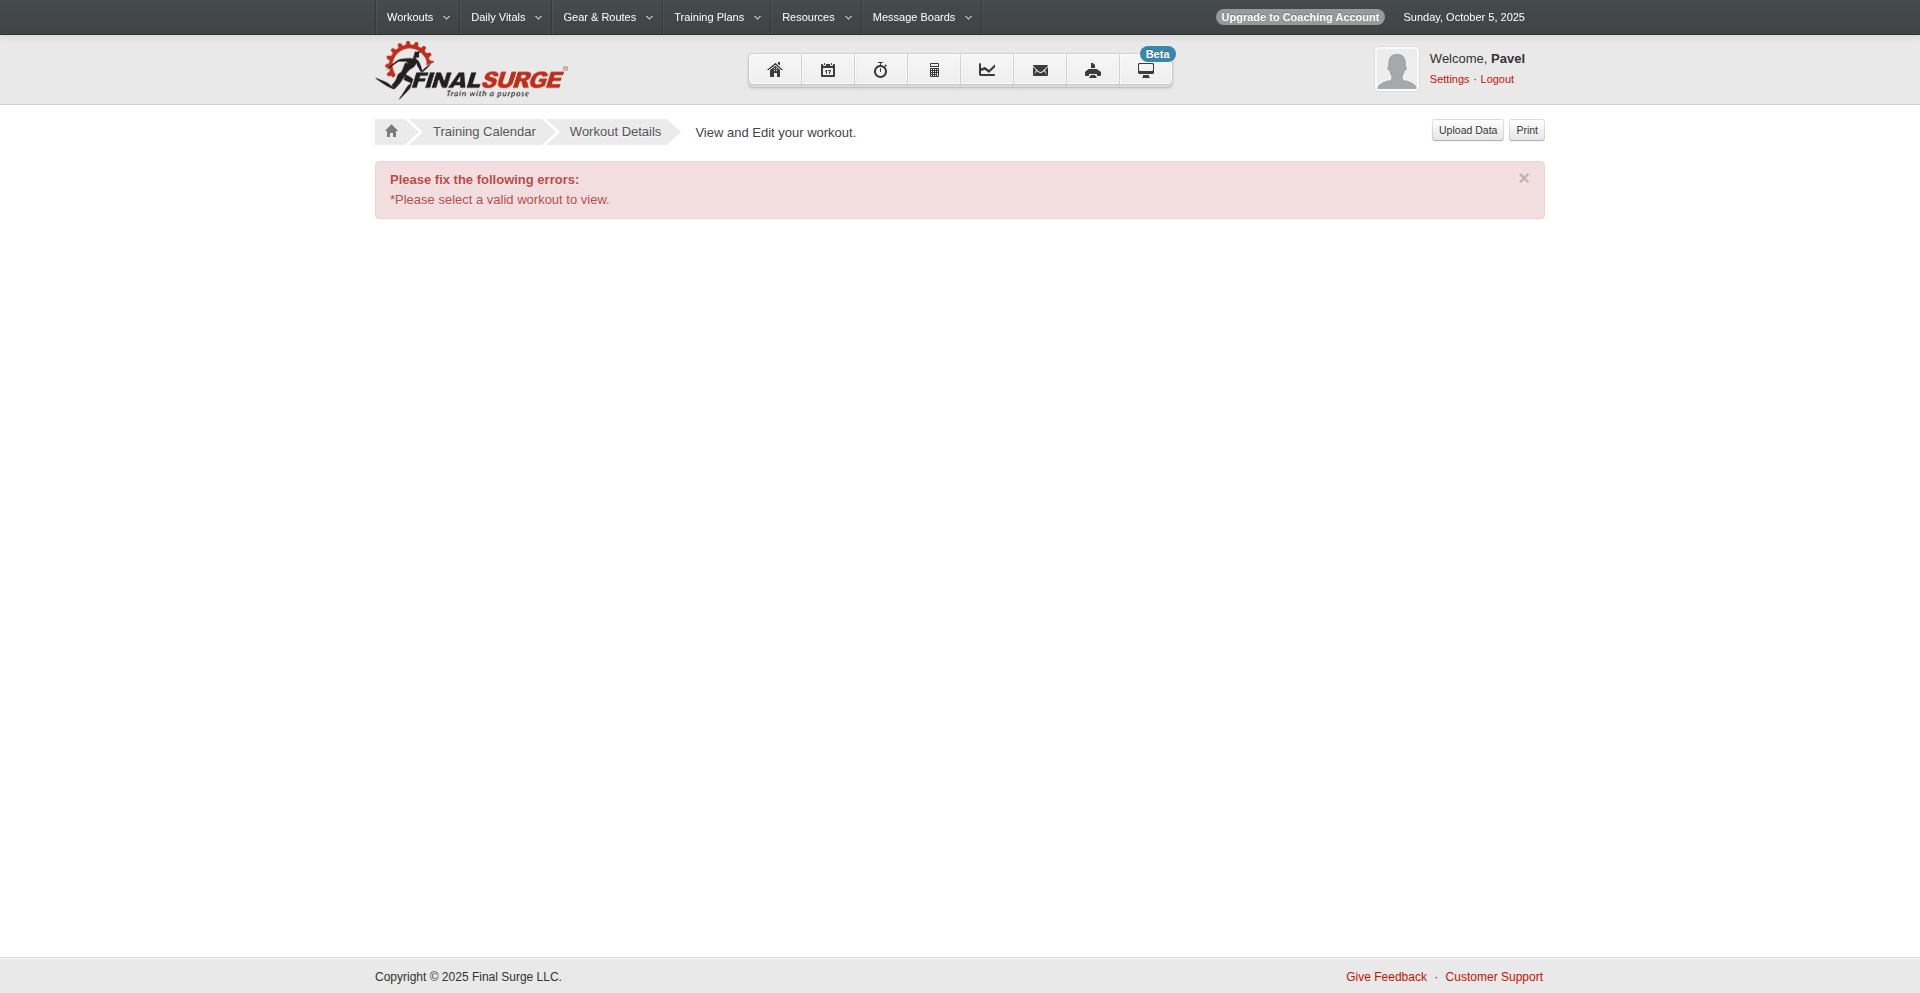 Workouts
Daily Vitals
Gear & Routes
Training Plans
Resources
Message Boards
Upgrade to Coaching Account
Sunday, October 5, 2025
FINALSURGE®
Train with a purpose
17
Beta
Welcome, Pavel
Settings · Logout
Training Calendar
Workout Details
View and Edit your workout.
Upload Data
Print
Please fix the following errors:
*Please select a valid workout to view.
×
Copyright © 2025 Final Surge LLC.
Give Feedback · Customer Support